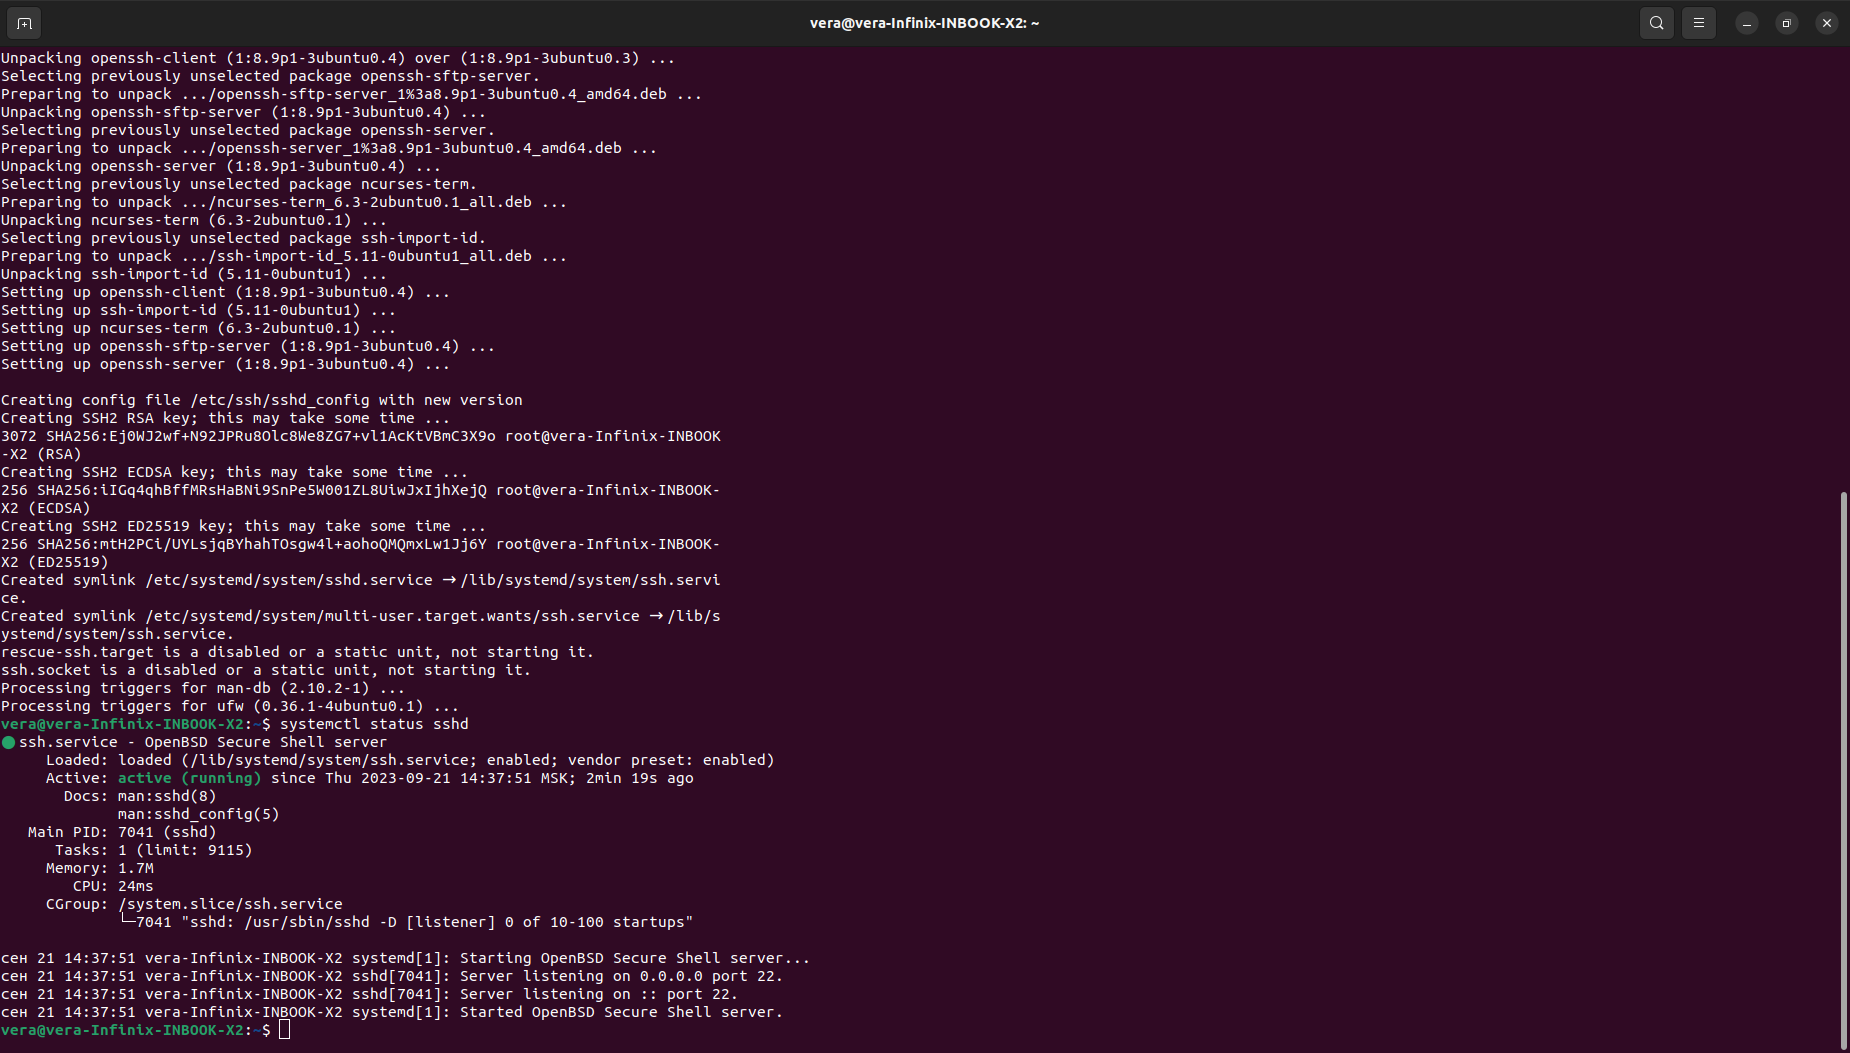 vera@vera-Infinix-INBOOK-X2: ~
Unpacking openssh-client (1:8.9p1-3ubuntu0.4) over (1:8.9p1-3ubuntu0.3) ...
Selecting previously unselected package openssh-sftp-server.
Preparing to unpack .../openssh-sftp-server_1%3a8.9p1-3ubuntu0.4_amd64.deb ...
Unpacking openssh-sftp-server (1:8.9p1-3ubuntu0.4) ...
Selecting previously unselected package openssh-server.
Preparing to unpack .../openssh-server_1%3a8.9p1-3ubuntu0.4_amd64.deb ...
Unpacking openssh-server (1:8.9p1-3ubuntu0.4) ...
Selecting previously unselected package ncurses-term.
Preparing to unpack .../ncurses-term_6.3-2ubuntu0.1_all.deb ...
Unpacking ncurses-term (6.3-2ubuntu0.1) ...
Selecting previously unselected package ssh-import-id.
Preparing to unpack .../ssh-import-id_5.11-0ubuntu1_all.deb ...
Unpacking ssh-import-id (5.11-0ubuntu1) ...
Setting up openssh-client (1:8.9p1-3ubuntu0.4) ...
Setting up ssh-import-id (5.11-0ubuntu1) ...
Setting up ncurses-term (6.3-2ubuntu0.1) ...
Setting up openssh-sftp-server (1:8.9p1-3ubuntu0.4) ...
Setting up openssh-server (1:8.9p1-3ubuntu0.4) ...
Creating config file /etc/ssh/sshd_config with new version
Creating SSH2 RSA key; this may take some time ...
3072 SHA256:Ej0WJ2wf+N92JPRu8Olc8We8ZG7+vl1AcKtVBmC3X9o root@vera-Infinix-INBOOK
-X2 (RSA)
Creating SSH2 ECDSA key; this may take some time ...
256 SHA256:iIGq4qhBffMRsHaBNi9SnPe5W001ZL8UiwJxIjhXejQ root@vera-Infinix-INBOOK-
X2 (ECDSA)
Creating SSH2 ED25519 key; this may take some time ...
256 SHA256:mtH2PCi/UYLsjqBYhahTOsgw4l+aohoQMQmxLw1Jj6Y root@vera-Infinix-INBOOK-
X2 (ED25519)
Created symlink /etc/systemd/system/sshd.service → /lib/systemd/system/ssh.servi
ce.
Created symlink /etc/systemd/system/multi-user.target.wants/ssh.service → /lib/s
ystemd/system/ssh.service.
rescue-ssh.target is a disabled or a static unit, not starting it.
ssh.socket is a disabled or a static unit, not starting it.
Processing triggers for man-db (2.10.2-1) ...
Processing triggers for ufw (0.36.1-4ubuntu0.1) ...
vera@vera-Infinix-INBOOK-X2:~$ systemctl status sshd
● ssh.service - OpenBSD Secure Shell server
Loaded: loaded (/lib/systemd/system/ssh.service; enabled; vendor preset: enabled)
Active: active (running) since Thu 2023-09-21 14:37:51 MSK; 2min 19s ago
Docs: man:sshd(8)
man:sshd_config(5)
Main PID: 7041 (sshd)
Tasks: 1 (limit: 9115)
Memory: 1.7M
CPU: 24ms
CGroup: /system.slice/ssh.service
└─7041 "sshd: /usr/sbin/sshd -D [listener] 0 of 10-100 startups"
сен 21 14:37:51 vera-Infinix-INBOOK-X2 systemd[1]: Starting OpenBSD Secure Shell server...
сен 21 14:37:51 vera-Infinix-INBOOK-X2 sshd[7041]: Server listening on 0.0.0.0 port 22.
сен 21 14:37:51 vera-Infinix-INBOOK-X2 sshd[7041]: Server listening on :: port 22.
сен 21 14:37:51 vera-Infinix-INBOOK-X2 systemd[1]: Started OpenBSD Secure Shell server.
vera@vera-Infinix-INBOOK-X2:~$